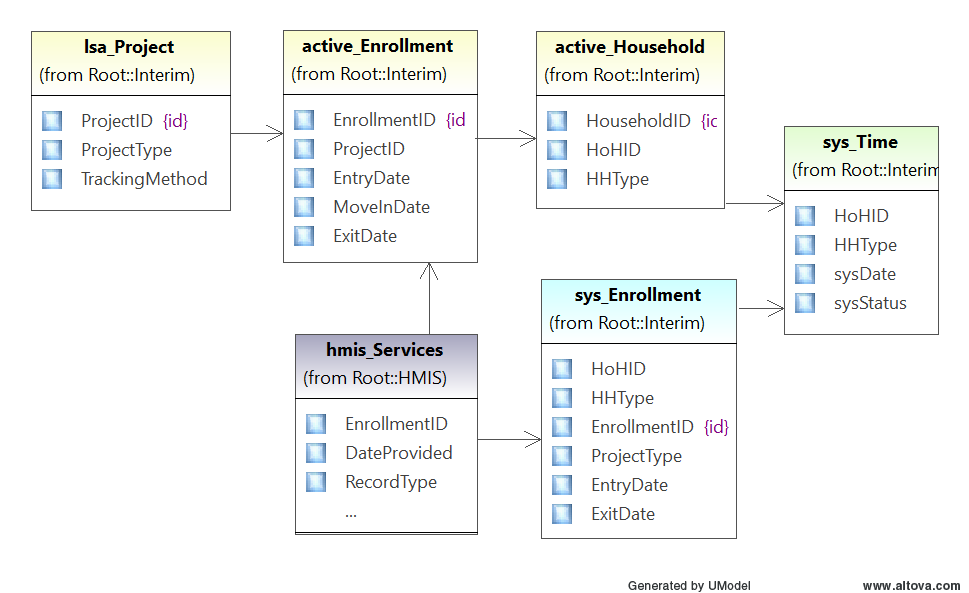 lsa_Project
(from Root::Interim)
ProjectID {id}
ProjectType
TrackingMethod
active_Enrollment
(from Root::Interim)
EnrollmentID {id
ProjectID
EntryDate
MoveInDate
ExitDate
active_Household
(from Root::Interim)
HouseholdID {ic
HoHID
HHType
sys_Time
(from Root::Interim
HoHID
HHType
sysDate
sysStatus
hmis_Services
(from Root::HMIS)
EnrollmentID
DateProvided
RecordType
...
sys_Enrollment
(from Root::Interim)
HoHID
HHType
EnrollmentID {id}
ProjectType
EntryDate
ExitDate
Generated by UModel
www.altova.com